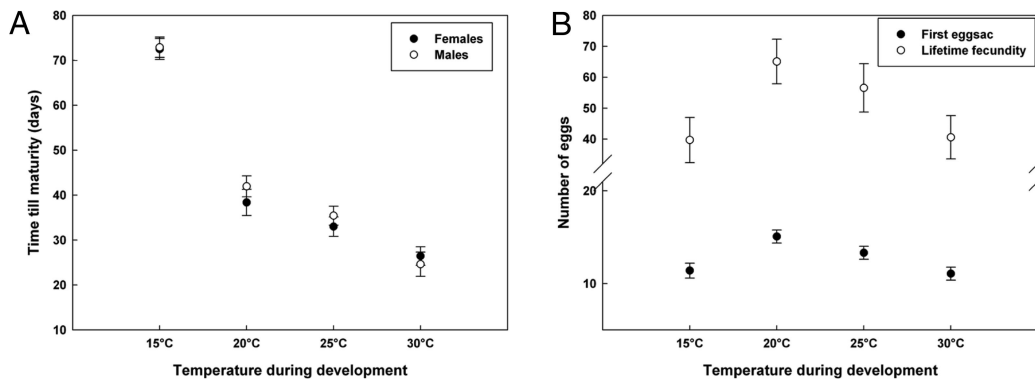 A
80
70
60
50
40
30
20
10
Time till maturity (days)
Females
Males
15°C
20°C
25°C
30°C
Temperature during development
B
80
70
60
50
40
20
10
Number of eggs
First eggsac
Lifetime fecundity
15°C
20°C
25°C
30°C
Temperature during development